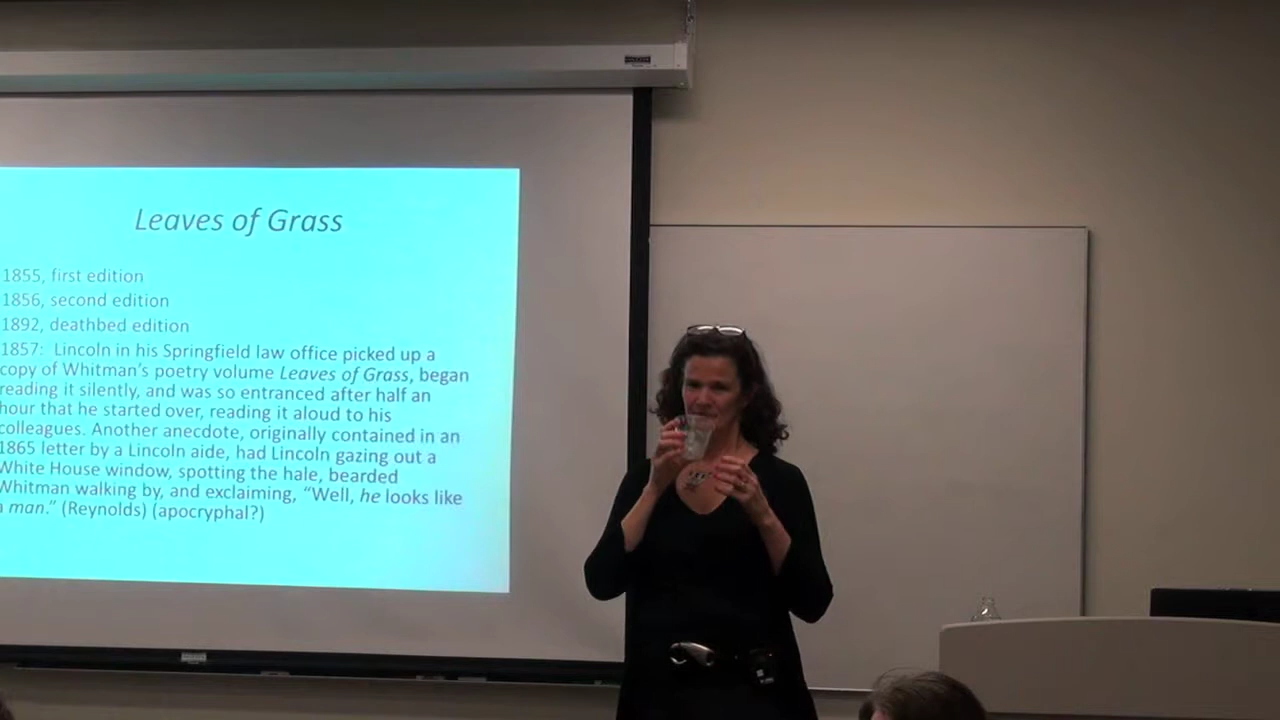 Leaves of Grass
1855, first edition
1856, second edition
1892, deathbed edition
1857: Lincoln in his Springfield law office picked up a
copy of Whitman's poetry volume Leaves of Grass, began
reading it silently, and was so entranced after half an
hour that he started over, reading it aloud to his
colleagues. Another anecdote, originally contained in an
1865 letter by a Lincoln aide, had Lincoln gazing out a
White House window, spotting the hale, bearded
Whitman walking by, and exclaiming, “Well, he looks like
man.” (Reynolds) (apocryphal?)